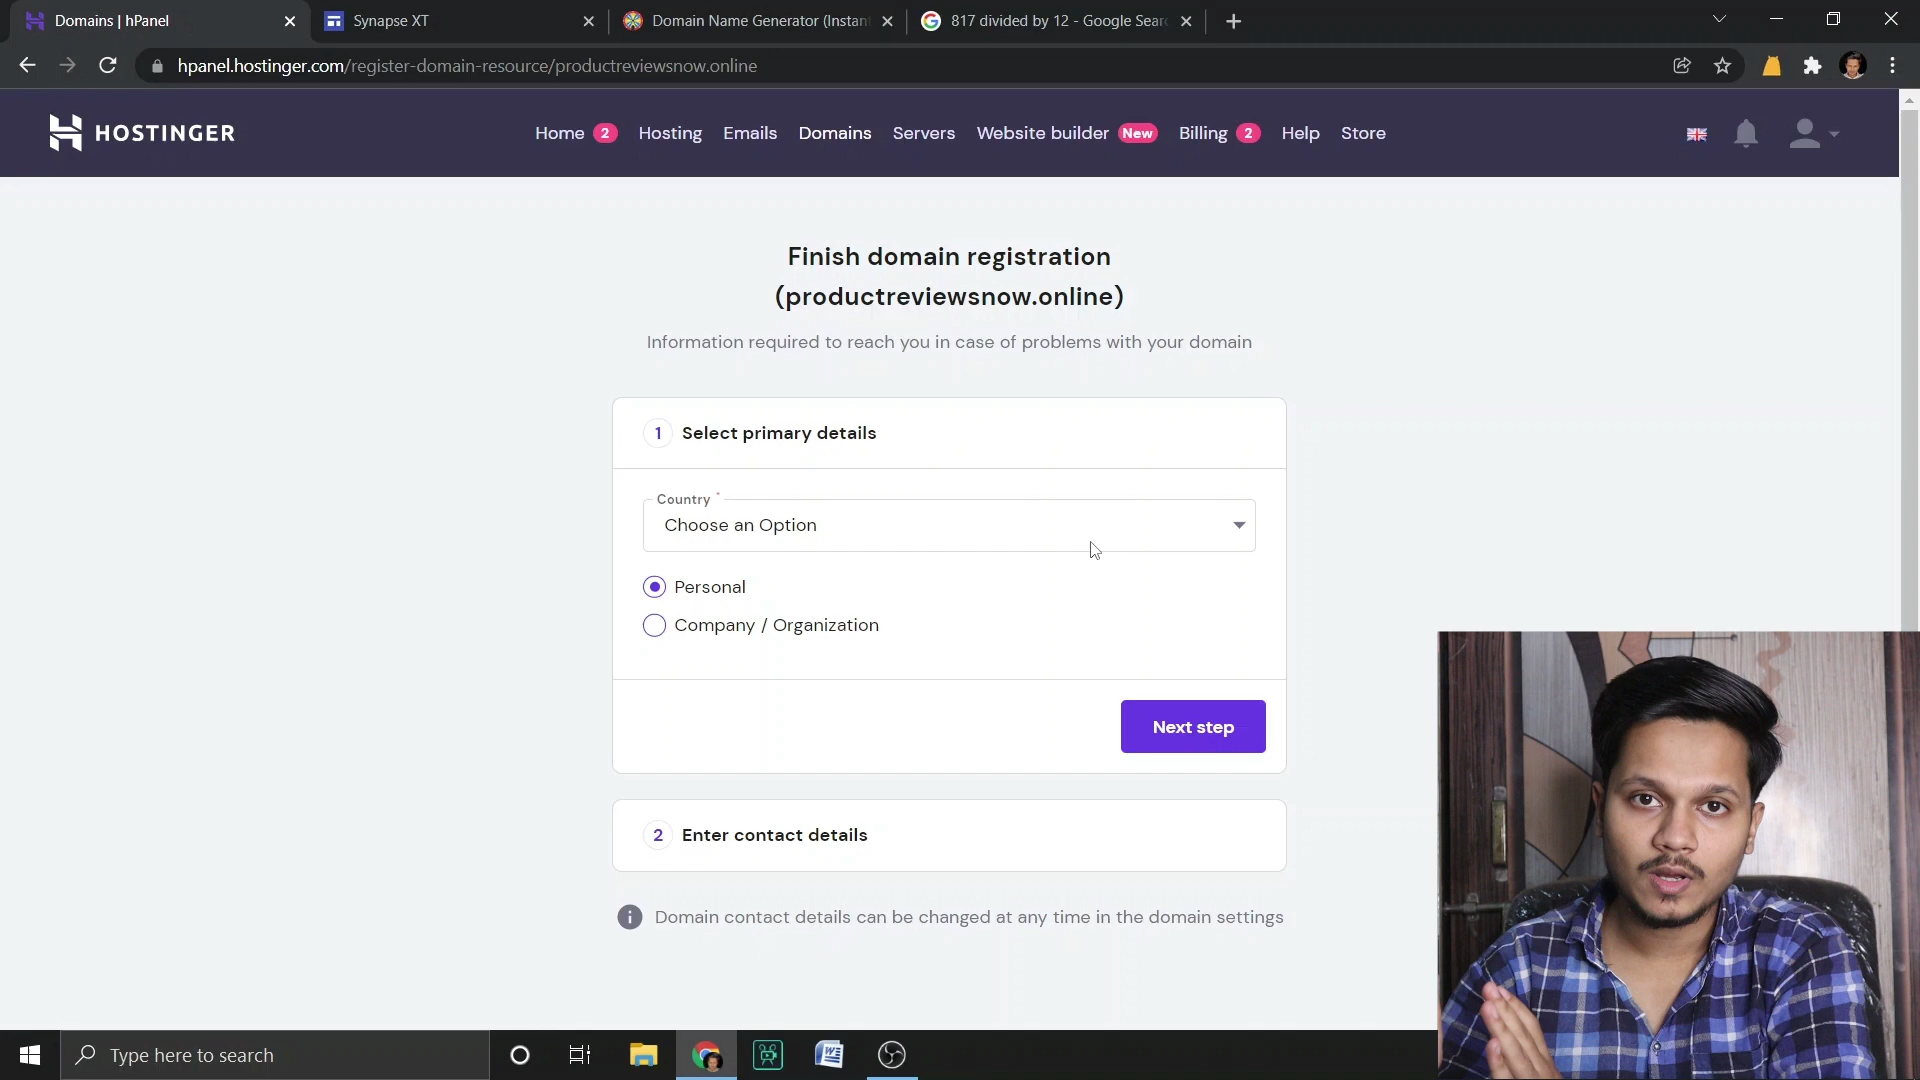 Domains | hPanel
Synapse XT
Domain Name Generator (Instan
817 divided by 12 - Google Sear
hpanel.hostinger.com/register-domain-resource/productreviewsnow.online
HOSTINGER
Home 2 Hosting Emails Domains Servers Website builder New Billing 2 Help Store
Finish domain registration
(productreviewsnow.online)
Information required to reach you in case of problems with your domain
1 Select primary details
Country *
Choose an Option
Personal
Company / Organization
Next step
2 Enter contact details
Domain contact details can be changed at any time in the domain settings
Type here to search